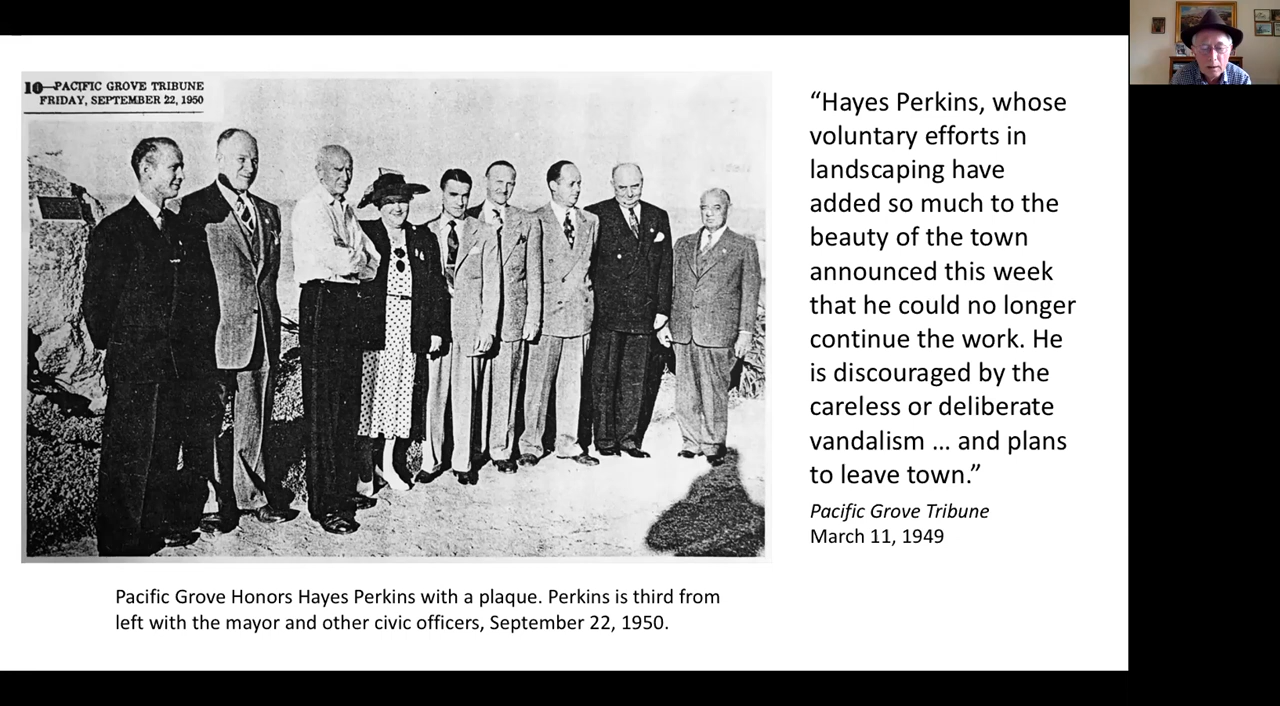 10—PACIFIC GROVE TRIBUNE
FRIDAY, SEPTEMBER 22, 1950
“Hayes Perkins, whose
voluntary efforts in
landscaping have
added so much to the
beauty of the town
announced this week
that he could no longer
continue the work. He
is discouraged by the
careless or deliberate
vandalism … and plans
to leave town.”
Pacific Grove Tribune
March 11, 1949
Pacific Grove Honors Hayes Perkins with a plaque. Perkins is third from
left with the mayor and other civic officers, September 22, 1950.